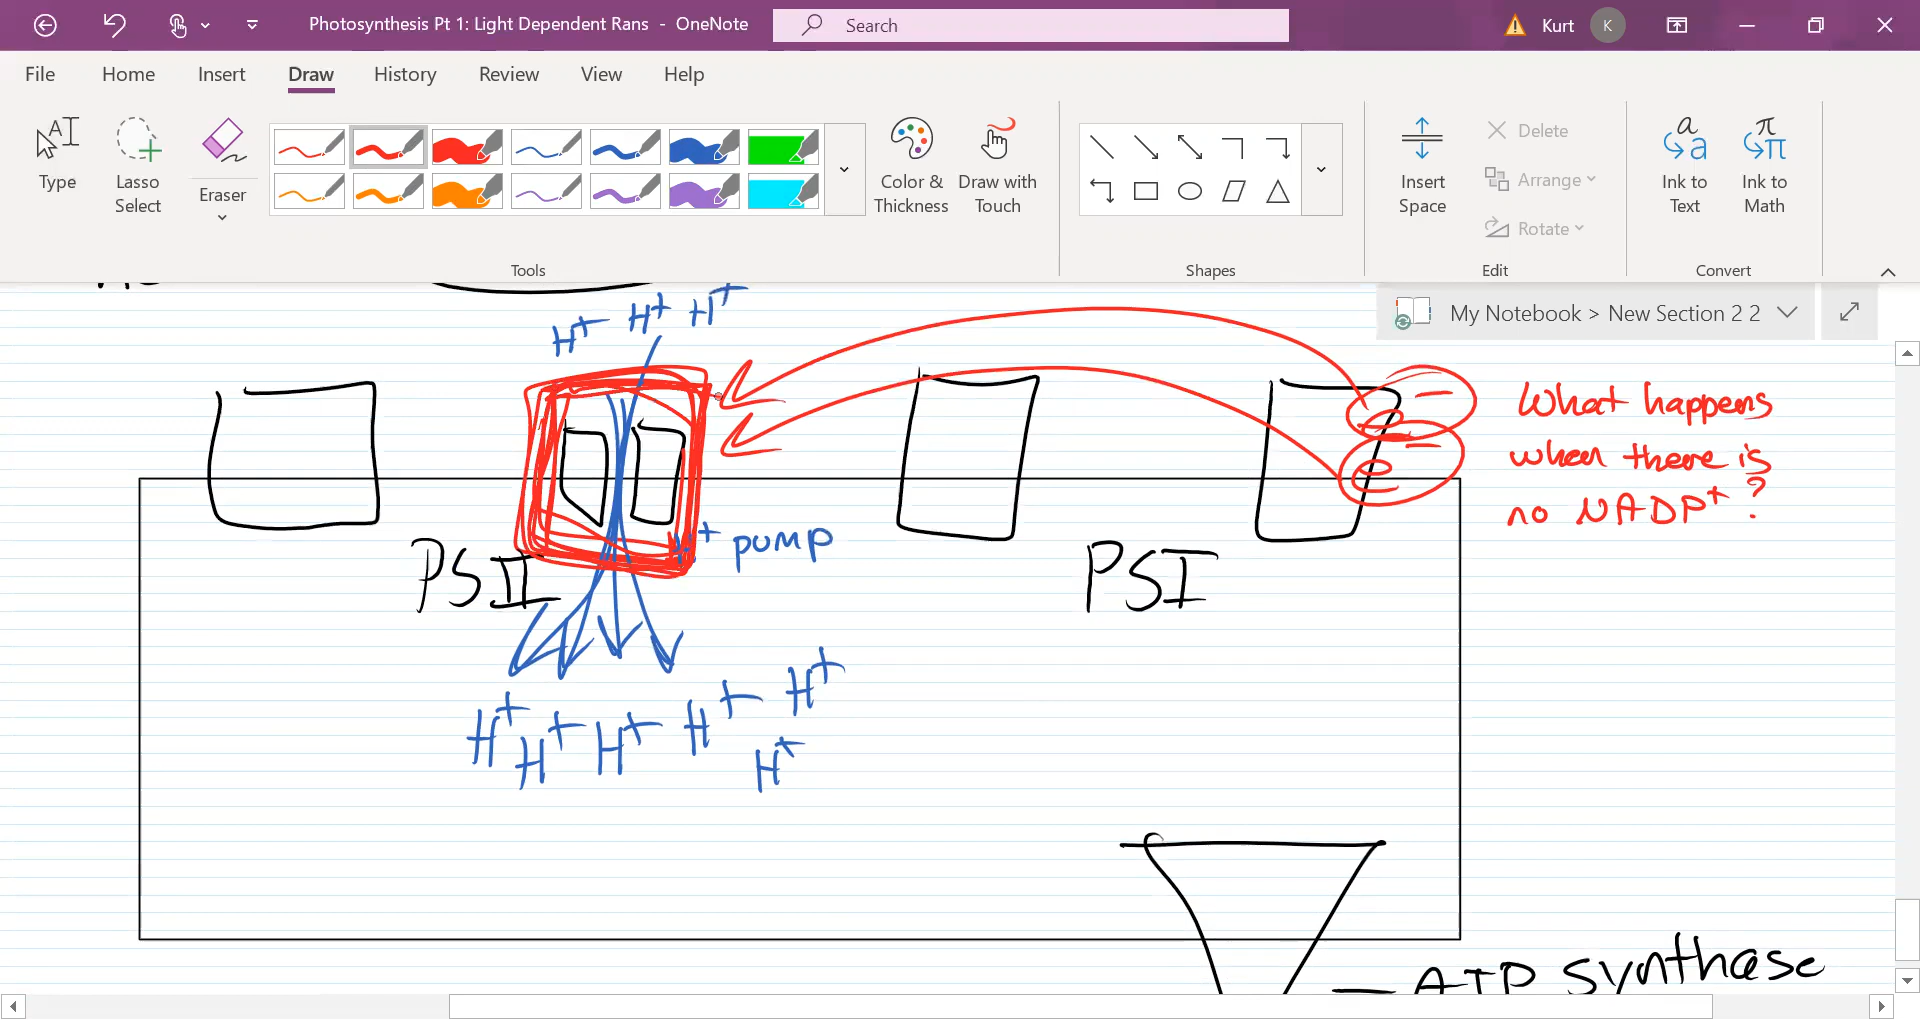 Photosynthesis Pt 1: Light Dependent Rans - OneNote
Search
Kurt
K
File Home Insert Draw History Review View Help
Type
Lasso Select
Eraser
Color & Thickness
Draw with Touch
Insert Space
Delete
Arrange
Rotate
Ink to Text
Ink to Math
Tools
Shapes
Edit
Convert
My Notebook > New Section 2 2
H+ H+ H+
e-
e-
What happens
when there is
no NADP+ ?
+ pump
PSII
PSI
H+ H+ H+ H+ H+
H+
ATP synthase